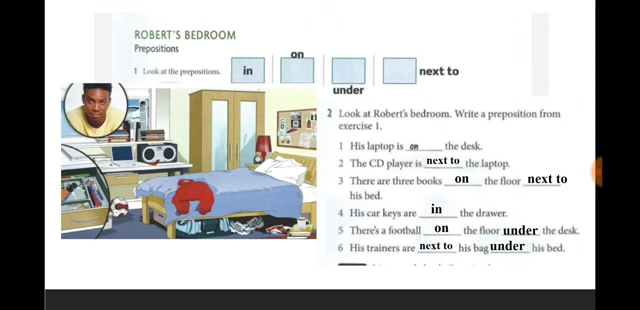 ROBERT'S BEDROOM
Prepositions
1 Look at the prepositions. in on under next to
2 Look at Robert's bedroom. Write a preposition from
exercise 1.
1 His laptop is on the desk.
2 The CD player is next to the laptop.
3 There are three books on the floor next to
his bed.
4 His car keys are in the drawer.
5 There's a football on the floor under the desk.
6 His trainers are next to his bag under his bed.